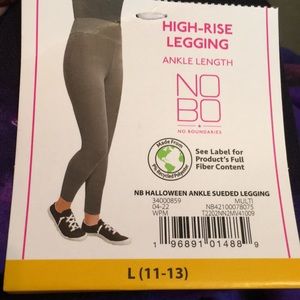 HIGH-RISE
LEGGING
ANKLE LENGTH
NO
BO
NO BOUNDARIES
Made From
Recycled Polyester
See Label for
Product's Full
Fiber Content
NB HALLOWEEN ANKLE SUEDED LEGGING
34000859 MULTI
04-22 NB42100078075
WPM T2202NN2MV41009
1 96891 01488 9
L (11-13)